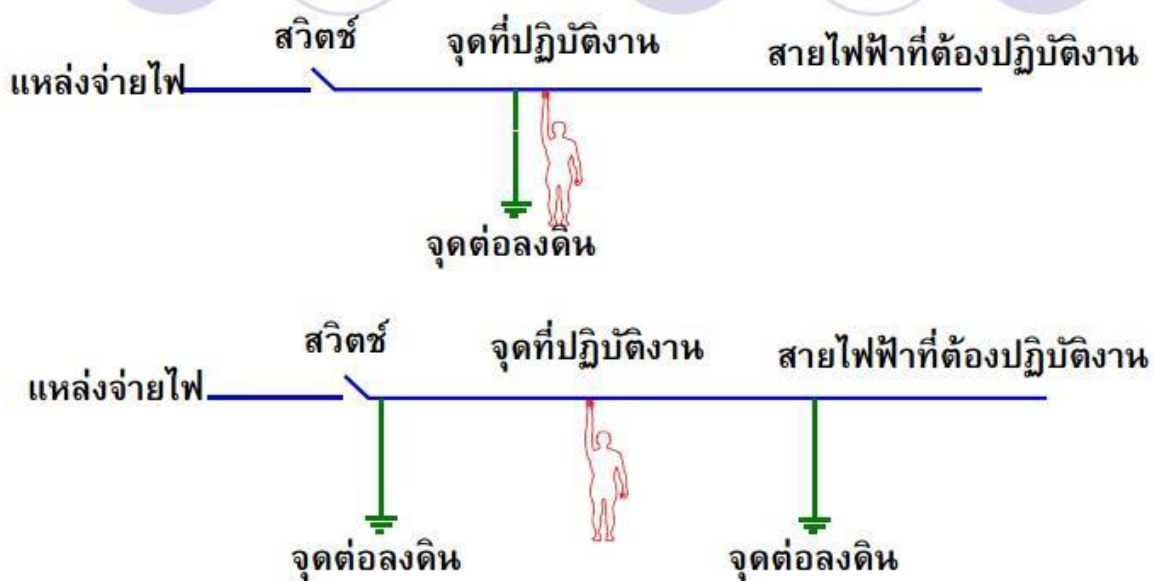 สวิตช์
จุดที่ปฏิบัติงาน
สายไฟฟ้าที่ต้องปฏิบัติงาน
แหล่งจ่ายไฟ
จุดต่อลงดิน
สวิตช์
จุดที่ปฏิบัติงาน
สายไฟฟ้าที่ต้องปฏิบัติงาน
แหล่งจ่ายไฟ
จุดต่อลงดิน
จุดต่อลงดิน